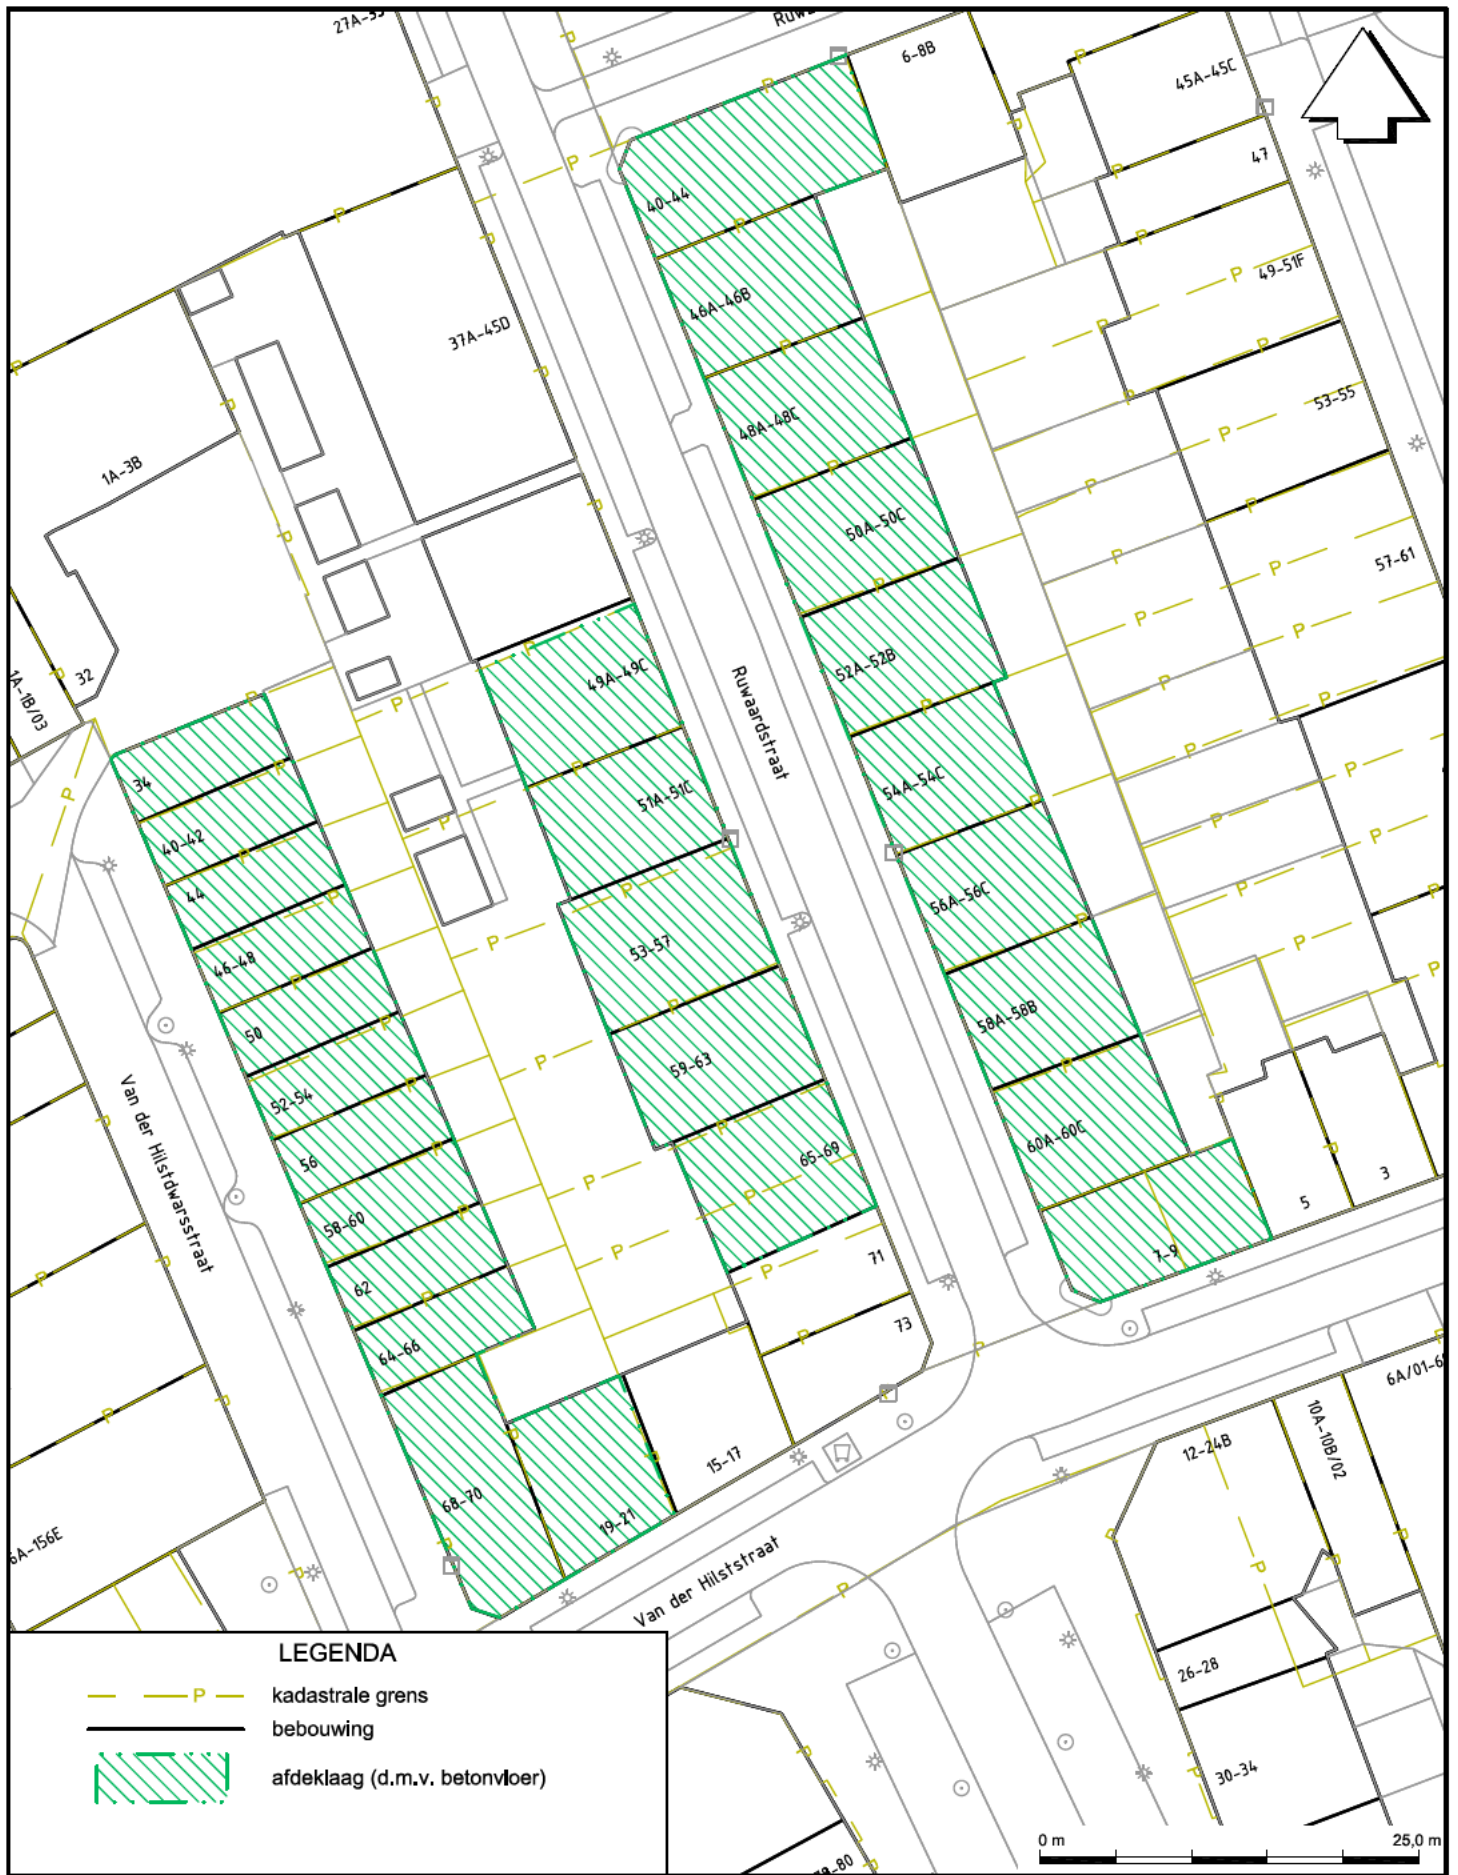 27A-33
6-8B
45A-45C
47
40-44
46A-46B
49-51F
37A-45D
48A-48C
53-55
1A-3B
50A-50C
57-61
32
1A-1B/03
52A-52B
49A-49C
Ruwaardstraat
34
54A-54C
51A-51C
40-42
44
56A-56C
46-48
53-57
50
58A-58B
59-63
52-54
Van der Hilstdwarsstraat
56
60A-60C
65-69
58-60
3
5
7-9
71
62
73
64-66
6A/01-6
10A-10B/02
12-24B
15-17
68-70
19-21
6A-156E
Van der Hilststraat
26-28
30-34
LEGENDA
P kadastrale grens
bebouwing
afdeklaag (d.m.v. betonvloer)
0 m 25,0 m